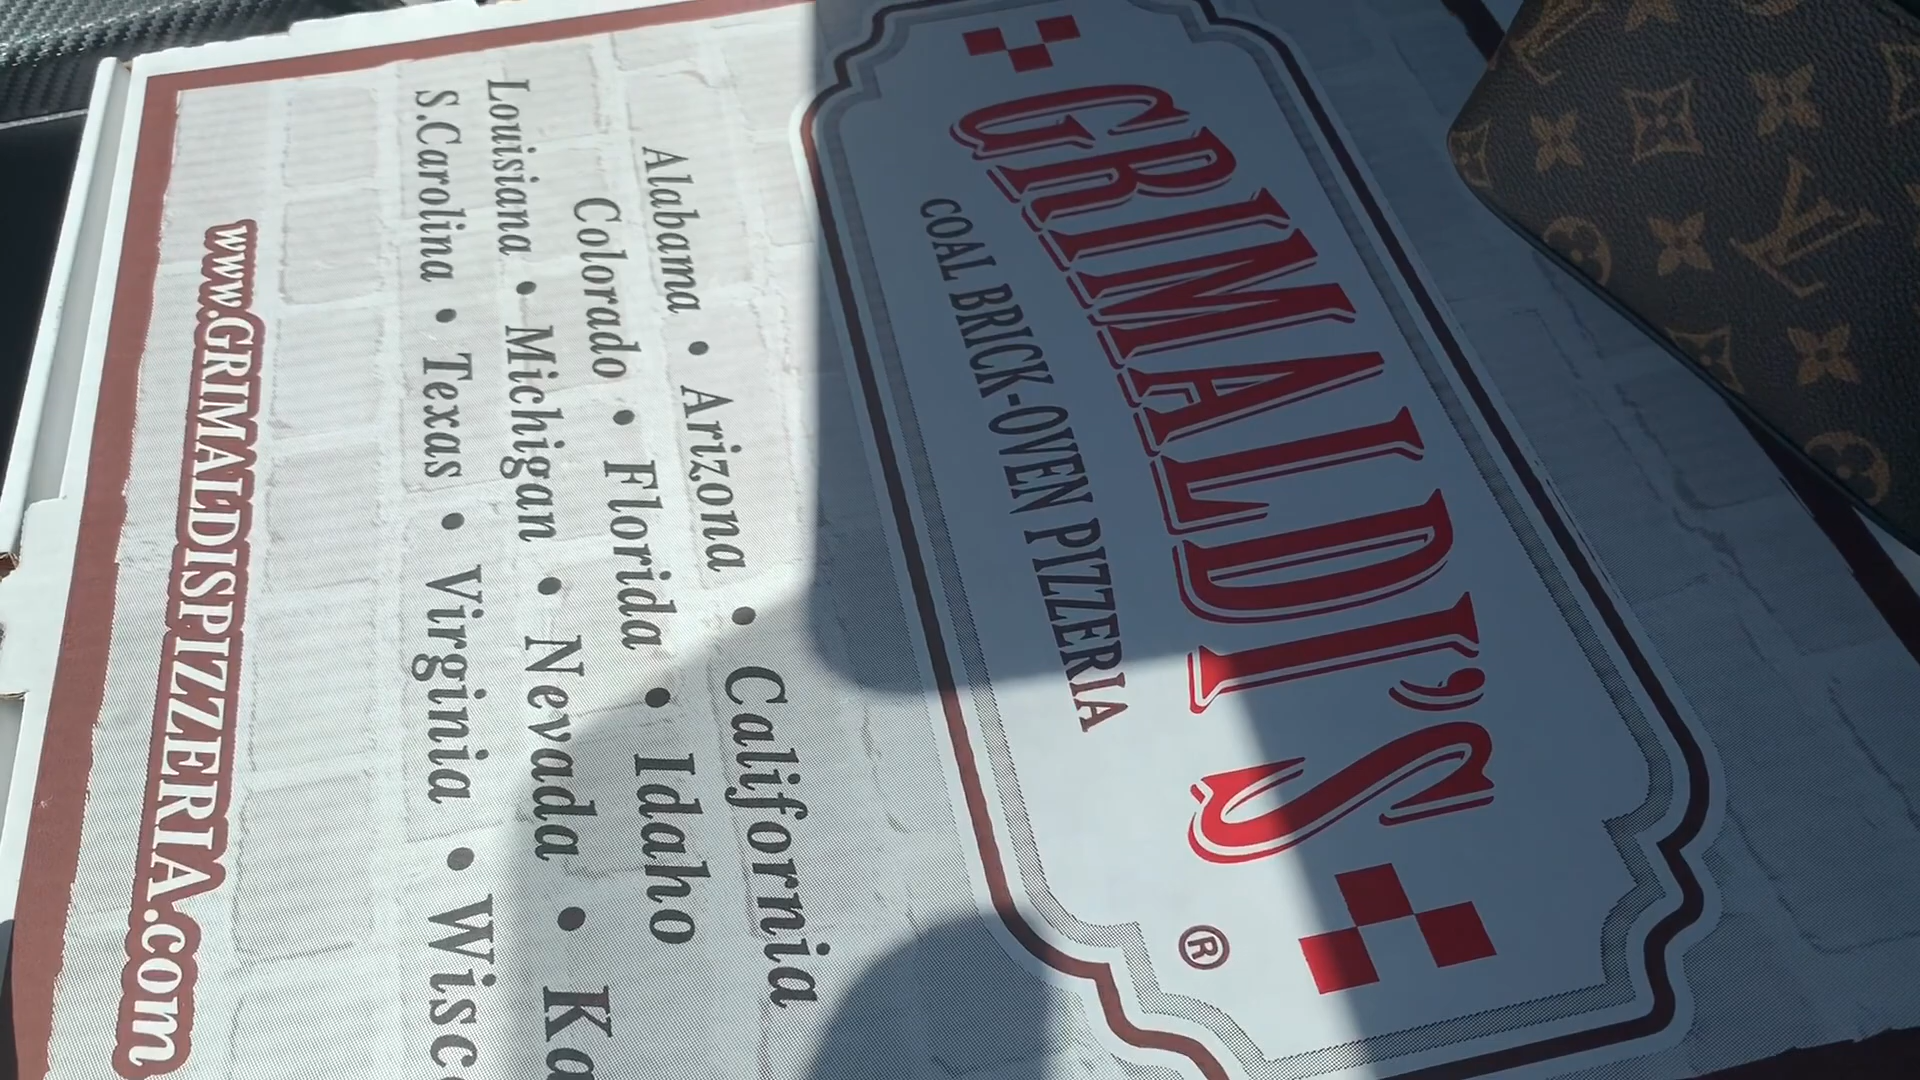 GRIMALDI'S
COAL BRICK-OVEN PIZZERIA
®
Alabama • Arizona • California
Colorado • Florida • Idaho
Louisiana • Michigan • Nevada •
S.Carolina • Texas • Virginia •
www.GRIMALDISPIZZERIA.com